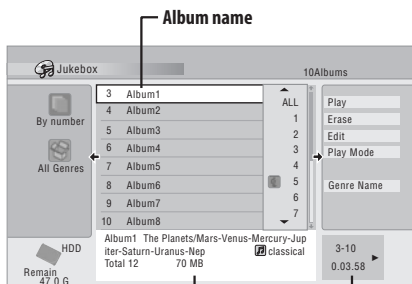 Album name
Jukebox
10Albums
By number
All Genres
3 Album1
4 Album2
5 Album3
6 Album4
7 Album5
8 Album6
9 Album7
10 Album8
ALL
1
2
3
4
5
6
7
Play
Erase
Edit
Play Mode
Genre Name
HDD
Remain
47.0 G
Album1 The Planets/Mars-Venus-Mercury-Jup
iter-Saturn-Uranus-Nep classical
Total 12 70 MB
3-10
0.03.58